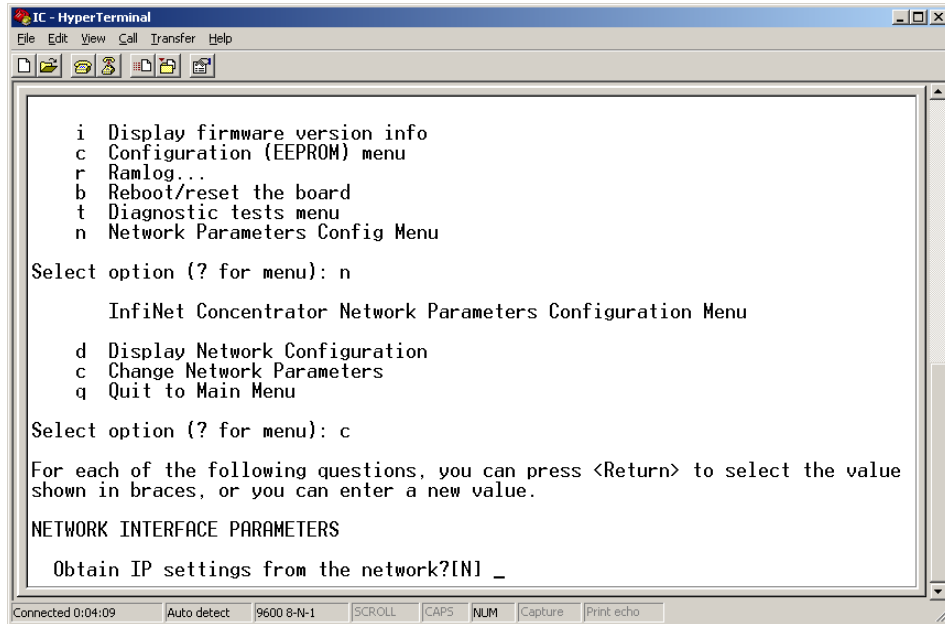 IC - HyperTerminal
File Edit View Call Transfer Help
i Display firmware version info
c Configuration (EEPROM) menu
r Ramlog...
b Reboot/reset the board
t Diagnostic tests menu
n Network Parameters Config Menu
Select option (? for menu): n
InfiNet Concentrator Network Parameters Configuration Menu
d Display Network Configuration
c Change Network Parameters
q Quit to Main Menu
Select option (? for menu): c
For each of the following questions, you can press <Return> to select the value
shown in braces, or you can enter a new value.
NETWORK INTERFACE PARAMETERS
Obtain IP settings from the network?[N] _
Connected 0:04:09 Auto detect 9600 8-N-1 SCROLL CAPS NUM Capture Print echo